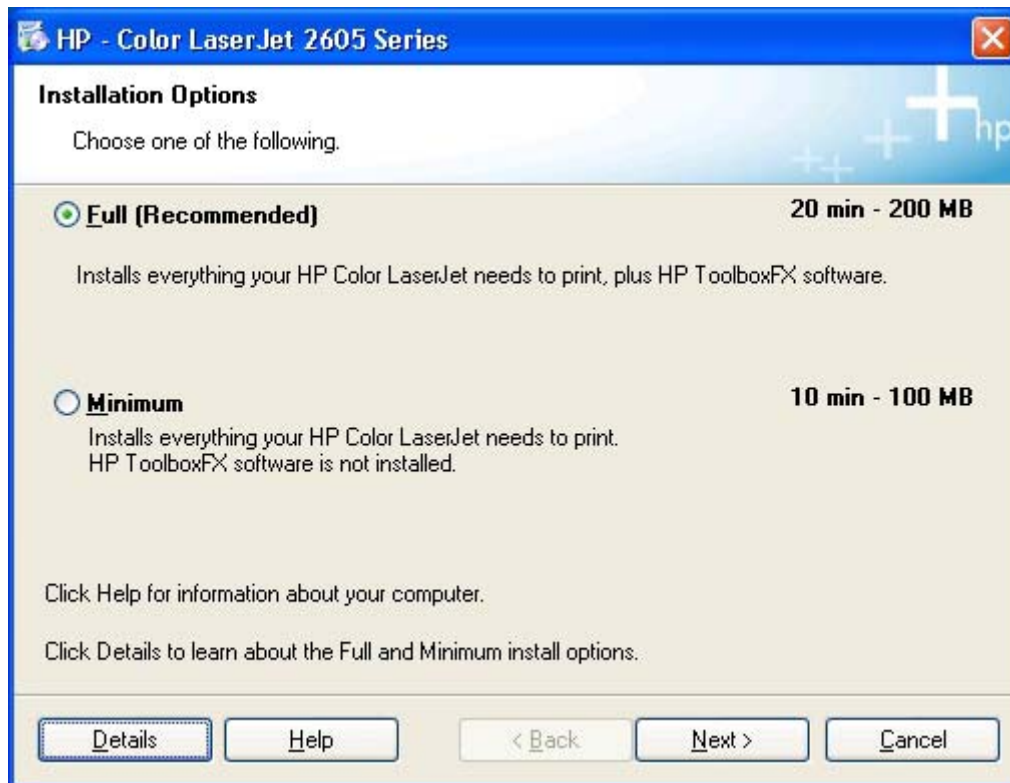 HP - Color LaserJet 2605 Series
Installation Options
Choose one of the following.
hp
Full (Recommended) 20 min - 200 MB
Installs everything your HP Color LaserJet needs to print, plus HP ToolboxFX software.
Minimum 10 min - 100 MB
Installs everything your HP Color LaserJet needs to print.
HP ToolboxFX software is not installed.
Click Help for information about your computer.
Click Details to learn about the Full and Minimum install options.
Details Help < Back Next > Cancel